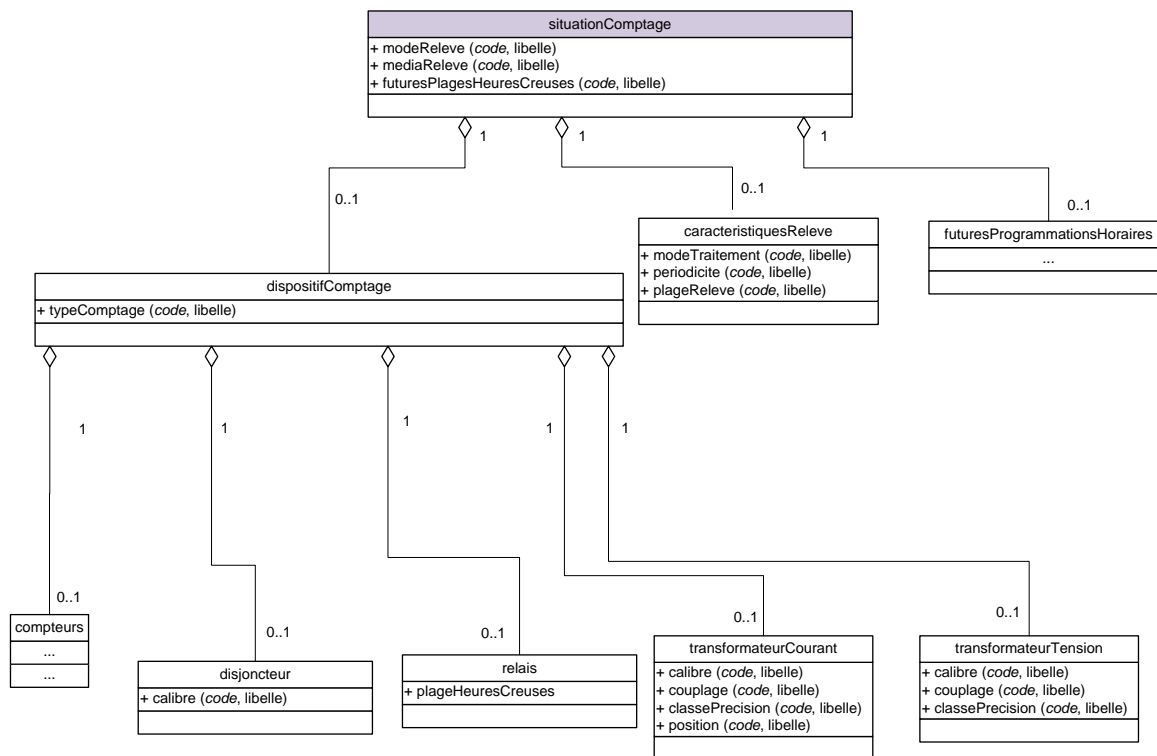 situationComptage
+ modeReleve (code, libelle)
+ mediaReleve (code, libelle)
+ futuresPlagesHeuresCreuses (code, libelle)
1
1
1
0..1
0..1
0..1
caracteristiquesReleve
+ modeTraitement (code, libelle)
+ periodicite (code, libelle)
+ plageReleve (code, libelle)
futuresProgrammationsHoraires
...
dispositifComptage
+ typeComptage (code, libelle)
1
1
1
1
1
0..1
0..1
0..1
0..1
0..1
compteurs
...
...
disjoncteur
+ calibre (code, libelle)
relais
+ plageHeuresCreuses
transformateurCourant
+ calibre (code, libelle)
+ couplage (code, libelle)
+ classePrecision (code, libelle)
+ position (code, libelle)
transformateurTension
+ calibre (code, libelle)
+ couplage (code, libelle)
+ classePrecision (code, libelle)